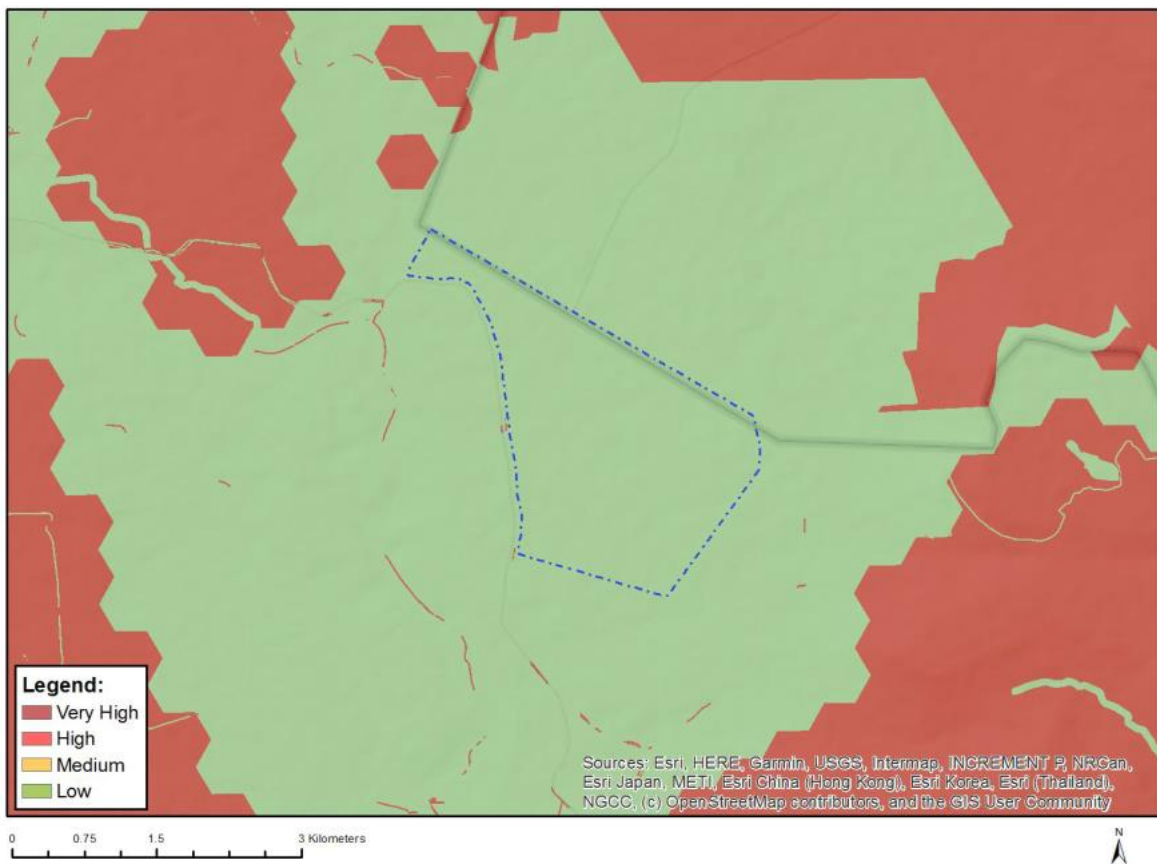 Legend:
Very High
High
Medium
Low
Sources: Esri, HERE, Garmin, USGS, Intermap, INCREMENT P, NRCan,
Esri Japan, METI, Esri China (Hong Kong), Esri Korea, Esri (Thailand),
NGCC, (c) OpenStreetMap contributors, and the GIS User Community
0 0.75 1.5 3 Kilometers
N